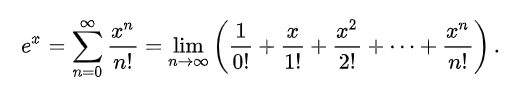 $e^x = \sum_{n=0}^{\infty} \frac{x^n}{n!} = \lim_{n \to \infty} \left( \frac{1}{0!} + \frac{x}{1!} + \frac{x^2}{2!} + \cdots + \frac{x^n}{n!} \right).$